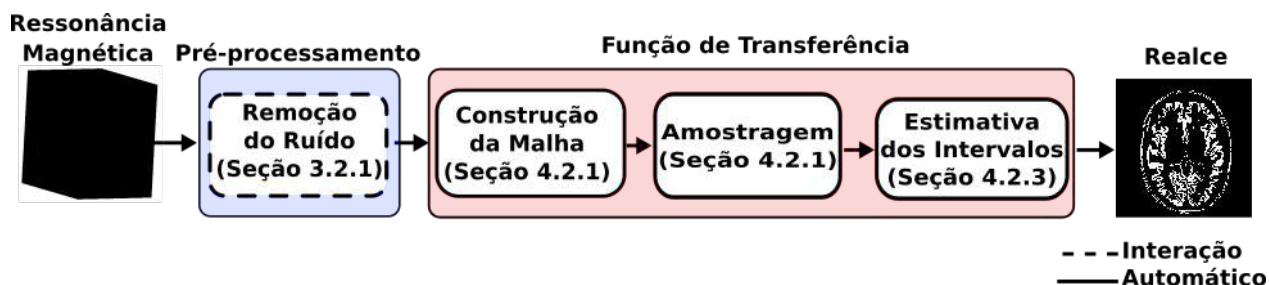 Ressonância
Magnética
Pré-processamento
Remoção
do Ruído
(Seção 3.2.1)
Função de Transferência
Construção
da Malha
(Seção 4.2.1)
Amostragem
(Seção 4.2.1)
Estimativa
dos Intervalos
(Seção 4.2.3)
Realce
Interação
Automático